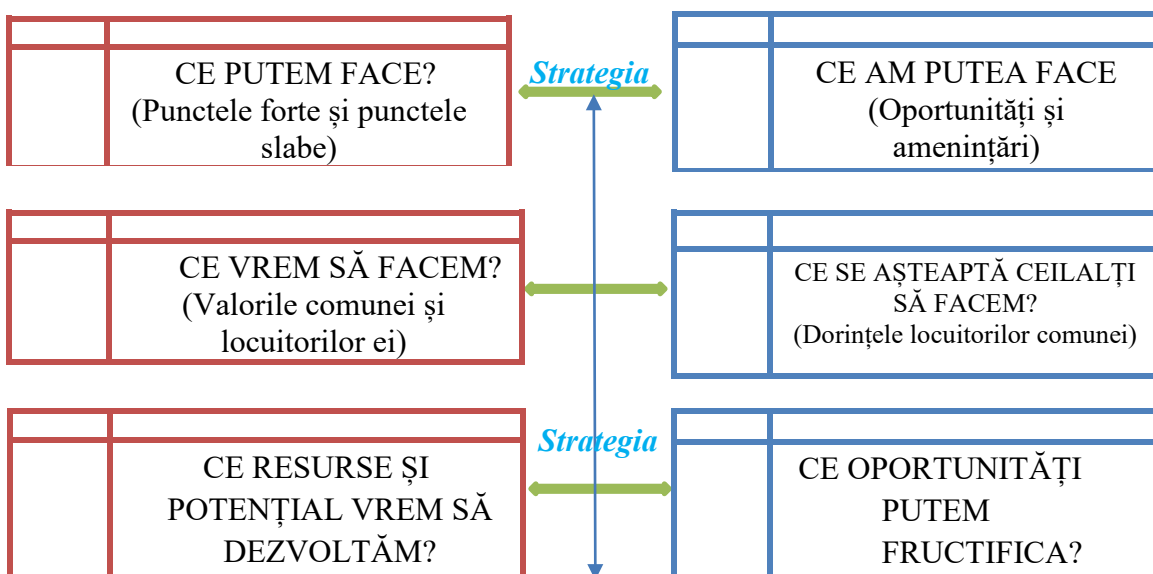 CE PUTEM FACE?
(Punctele forte și punctele
slabe)
Strategia
CE AM PUTEA FACE
(Oportunități și
amenințări)
CE VREM SĂ FACEM?
(Valorile comunei și
locuitorilor ei)
CE SE AȘTEAPTĂ CEILALȚI
SĂ FACEM?
(Dorințele locuitorilor comunei)
CE RESURSE ȘI
POTENȚIAL VREM SĂ
DEZVOLTĂM?
Strategia
CE OPORTUNITĂȚI
PUTEM
FRUCTIFICA?